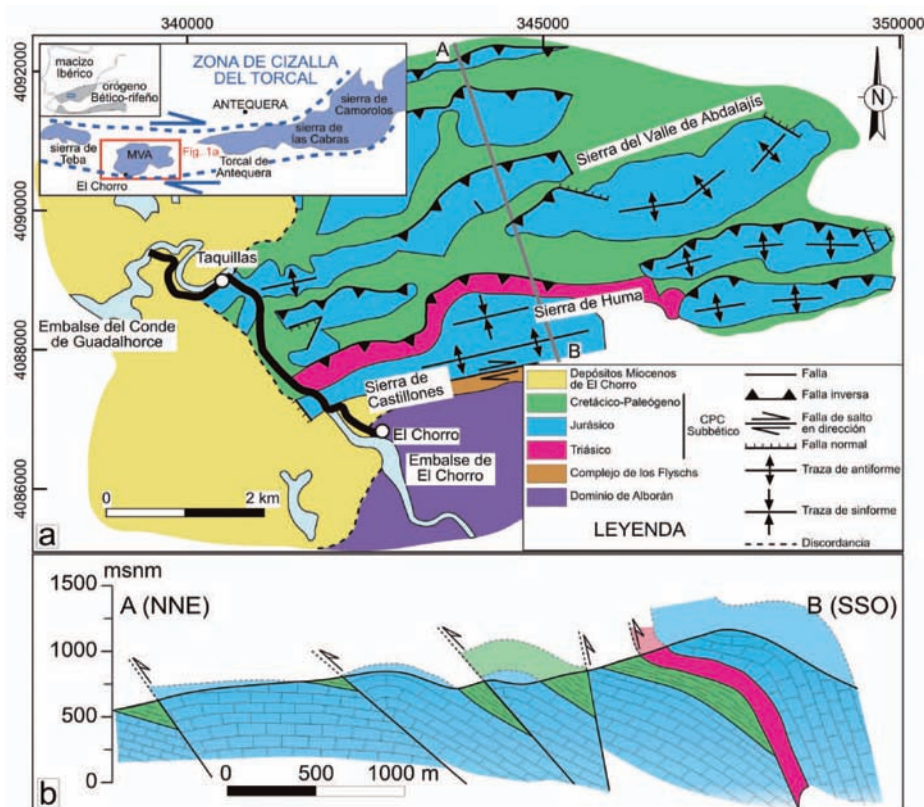 340000
345000
350000
4092000
4090000
4088000
4086000
macizo
Ibérico
orógeno
Bético-rifeño
ZONA DE CIZALLA
DEL TORCAL
ANTEQUERA
sierra de
Camorolos
sierra de
las Cabras
sierra
de Teba
MVA
Fig. 1a
Torcal de
Antequera
El Chorro
A
N
Sierra del Valle de Abdalajís
Taquillas
Embalse del Conde
de Guadalhorce
Sierra de Huma
B
Sierra de
Castillones
El Chorro
Embalse de
El Chorro
0 2 km
a
Depósitos Miocenos
de El Chorro
Cretácico-Paleógeno
Jurásico
CPC
Subbético
Triásico
Complejo de los Flyschs
Dominio de Alborán
LEYENDA
Falla
Falla inversa
Falla de salto
en dirección
Falla normal
Traza de antiforme
Traza de sinforme
Discordancia
msnm
1500
1000
500
0
A (NNE)
B (SSO)
0 500 1000 m
b